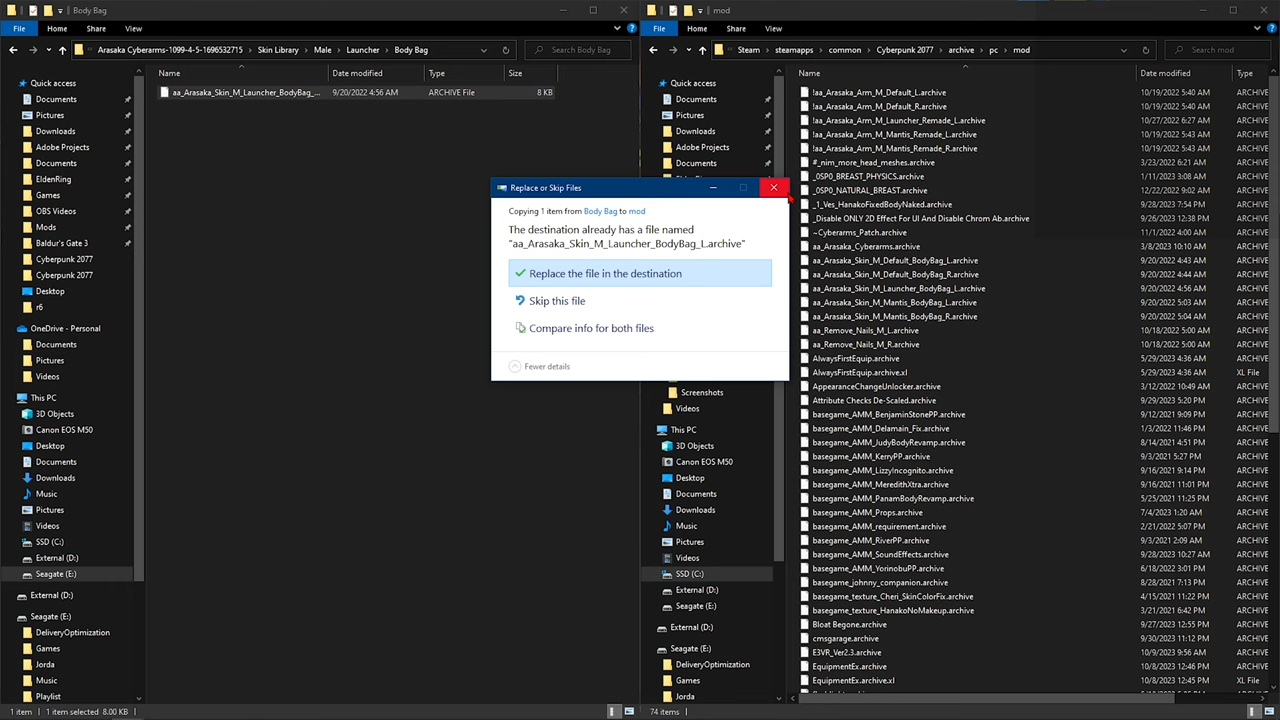 Body Bag
File Home Share View
Arasaka Cyberarms-1099-4-5-1696532715 > Skin Library > Male > Launcher > Body Bag
Search Body Bag
Quick access
Documents
Pictures
Downloads
Adobe Projects
Documents
EldenRing
Games
OBS Videos
Mods
Baldur's Gate 3
Cyberpunk 2077
Cyberpunk 2077
Desktop
r6
OneDrive - Personal
Documents
Pictures
Videos
This PC
3D Objects
Canon EOS M50
Desktop
Documents
Downloads
Music
Pictures
Videos
SSD (C:)
External (D:)
Seagate (E:)
External (D:)
Seagate (E:)
DeliveryOptimization
Games
Jorda
Music
Playlist
Name Date modified Type Size
aa_Arasaka_Skin_M_Launcher_BodyBag_... 9/20/2022 4:56 AM ARCHIVE File 8 KB
1 item 1 item selected 8.00 KB
Replace or Skip Files
Copying 1 item from Body Bag to mod
The destination already has a file named
"aa_Arasaka_Skin_M_Launcher_BodyBag_L.archive"
Replace the file in the destination
Skip this file
Compare info for both files
Fewer details
mod
File Home Share View
Steam > steamapps > common > Cyberpunk 2077 > archive > pc > mod
Search mod
Quick access
Documents
Pictures
Downloads
Adobe Projects
Documents
Screenshots
Videos
This PC
3D Objects
Canon EOS M50
Desktop
Documents
Downloads
Music
Pictures
Videos
SSD (C:)
External (D:)
Seagate (E:)
External (D:)
Seagate (E:)
DeliveryOptimization
Games
Jorda
Name Date modified Type
!aa_Arasaka_Arm_M_Default_L.archive 10/19/2022 5:40 AM ARCHIVE
!aa_Arasaka_Arm_M_Default_R.archive 10/19/2022 5:40 AM ARCHIVE
!aa_Arasaka_Arm_M_Launcher_Remade_L.archive 10/27/2022 6:27 AM ARCHIVE
!aa_Arasaka_Arm_M_Mantis_Remade_L.archive 10/19/2022 5:43 AM ARCHIVE
!aa_Arasaka_Arm_M_Mantis_Remade_R.archive 10/19/2022 5:43 AM ARCHIVE
#_nim_more_head_meshes.archive 3/23/2022 6:21 AM ARCHIVE
_0SP0_BREAST_PHYSICS.archive 1/11/2023 3:08 AM ARCHIVE
_0SP0_NATURAL_BREAST.archive 12/22/2022 9:02 AM ARCHIVE
_1_Ves_HanakoFixedBodyNaked.archive 9/28/2023 7:54 PM ARCHIVE
_Disable ONLY 2D Effect For UI And Disable Chrom Ab.archive 9/26/2023 12:38 PM ARCHIVE
~Cyberarms_Patch.archive 11/1/2022 4:00 AM ARCHIVE
aa_Arasaka_Cyberarms.archive 3/8/2023 10:10 AM ARCHIVE
aa_Arasaka_Skin_M_Default_BodyBag_L.archive 9/20/2022 4:43 AM ARCHIVE
aa_Arasaka_Skin_M_Default_BodyBag_R.archive 9/20/2022 4:44 AM ARCHIVE
aa_Arasaka_Skin_M_Launcher_BodyBag_L.archive 9/20/2022 4:56 AM ARCHIVE
aa_Arasaka_Skin_M_Mantis_BodyBag_L.archive 9/20/2022 5:03 AM ARCHIVE
aa_Arasaka_Skin_M_Mantis_BodyBag_R.archive 9/20/2022 5:04 AM ARCHIVE
aa_Remove_Nails_M_L.archive 10/18/2022 5:00 AM ARCHIVE
aa_Remove_Nails_M_R.archive 10/18/2022 5:00 AM ARCHIVE
AlwaysFirstEquip.archive 5/29/2023 4:36 AM ARCHIVE
AlwaysFirstEquip.archive.xl 5/29/2023 4:36 AM XL File
AppearanceChangeUnlocker.archive 3/12/2022 10:49 AM ARCHIVE
Attribute Checks De-Scaled.archive 9/29/2023 5:20 PM ARCHIVE
basegame_AMM_BenjaminStonePP.archive 9/12/2021 9:09 PM ARCHIVE
basegame_AMM_Delamain_Fix.archive 1/3/2022 11:46 PM ARCHIVE
basegame_AMM_JudyBodyRevamp.archive 8/14/2021 4:51 PM ARCHIVE
basegame_AMM_KerryPP.archive 9/3/2021 5:27 PM ARCHIVE
basegame_AMM_LizzyIncognito.archive 9/16/2021 9:14 PM ARCHIVE
basegame_AMM_MeredithXtra.archive 9/16/2021 11:01 PM ARCHIVE
basegame_AMM_PanamBodyRevamp.archive 5/25/2021 11:25 PM ARCHIVE
basegame_AMM_Props.archive 7/4/2023 1:20 AM ARCHIVE
basegame_AMM_requirement.archive 2/21/2022 5:07 PM ARCHIVE
basegame_AMM_RiverPP.archive 9/3/2021 2:09 AM ARCHIVE
basegame_AMM_SoundEffects.archive 9/28/2023 10:27 AM ARCHIVE
basegame_AMM_YorinobuPP.archive 6/18/2022 3:01 PM ARCHIVE
basegame_johnny_companion.archive 8/28/2021 7:13 PM ARCHIVE
basegame_texture_Cheri_SkinColorFix.archive 4/15/2021 11:22 PM ARCHIVE
basegame_texture_HanakoNoMakeup.archive 3/21/2021 6:42 PM ARCHIVE
Bloat Begone.archive 9/30/2023 12:55 PM ARCHIVE
cmsgarage.archive 9/30/2023 11:12 PM ARCHIVE
E3VR_Ver2.3.archive 10/9/2023 9:56 AM ARCHIVE
EquipmentEx.archive 10/8/2023 12:46 PM ARCHIVE
EquipmentEx.archive.xl 10/8/2023 12:45 PM XL File
74 items